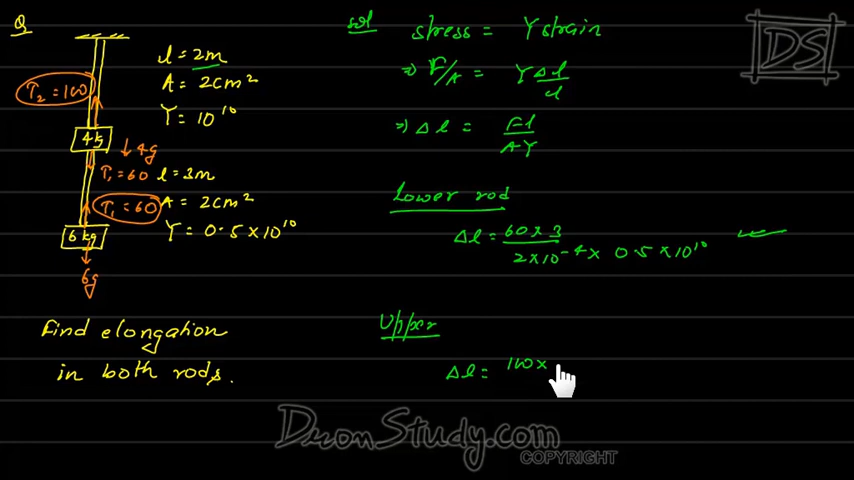 Q
l = 2m
A = 2cm²
Y = 10¹⁰
T₂ = 100
4kg
↓4g
T₁ = 60
l = 3m
T₁ = 60
A = 2cm²
Y = 0.5×10¹⁰
6kg
6g
Find elongation
in both rods.
sol
stress = Y strain
⇒ F/A = Y Δl/l
⇒ Δl = Fl/AY
Lower rod
Δl = 60×3
2×10⁻⁴× 0.5×10¹⁰
Upper
Δl = 100×
DS
DronStudy.com
COPYRIGHT